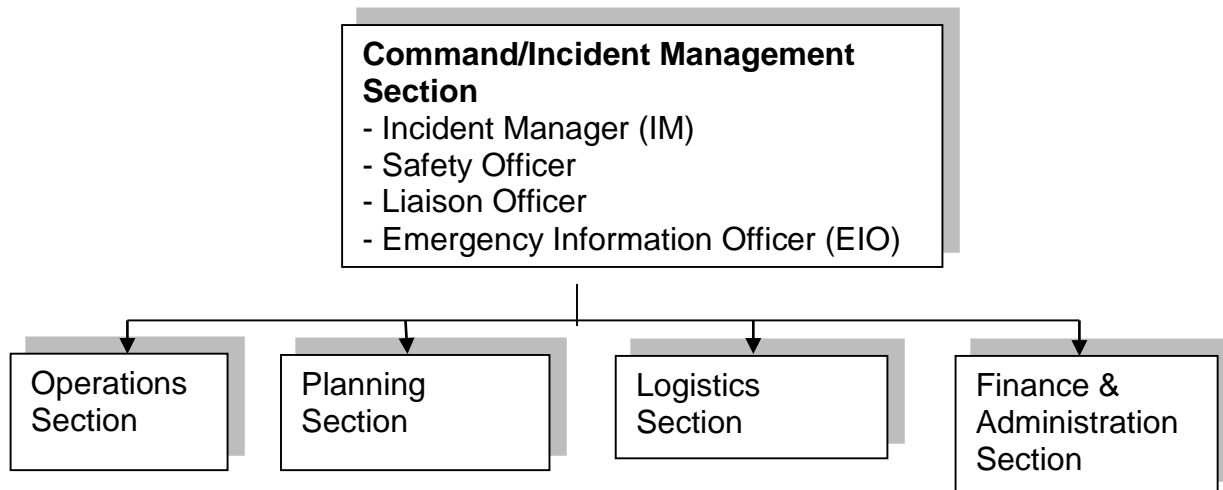 Command/Incident Management
Section
- Incident Manager (IM)
- Safety Officer
- Liaison Officer
- Emergency Information Officer (EIO)
Operations
Section
Planning
Section
Logistics
Section
Finance &
Administration
Section